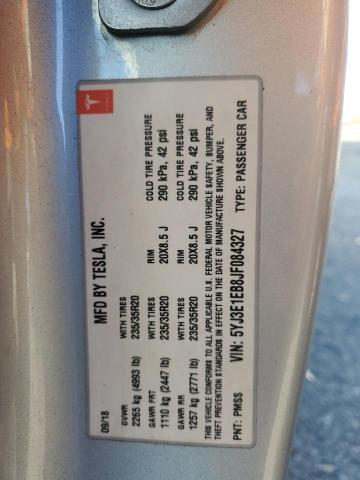 MFD BY TESLA, INC.
09/18
GVWR
2265 kg (4993 lb)
WITH TIRES
235/35R20
RIM
20X8.5 J
COLD TIRE PRESSURE
290 kPa, 42 psi
GAWR FRT
1110 kg (2447 lb)
WITH TIRES
235/35R20
RIM
20X8.5 J
COLD TIRE PRESSURE
290 kPa, 42 psi
GAWR RR
1257 kg (2771 lb)
THIS VEHICLE CONFORMS TO ALL APPLICABLE U.S. FEDERAL MOTOR VEHICLE SAFETY, BUMPER, AND
THEFT PREVENTION STANDARDS IN EFFECT ON THE DATE OF MANUFACTURE SHOWN ABOVE.
VIN: 5YJ3E1EB8JF084327
TYPE: PASSENGER CAR
PNT: PMSS